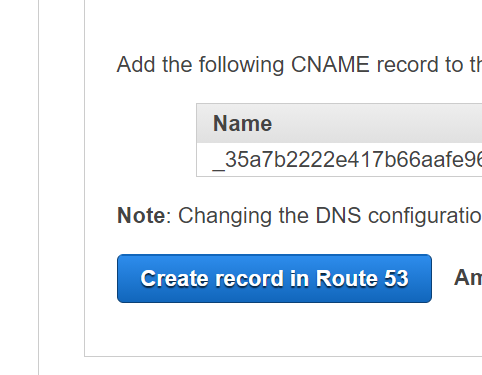 Add the following CNAME record to th
Name
_35a7b2222e417b66aafe96
Note: Changing the DNS configuratio
Create record in Route 53
Am